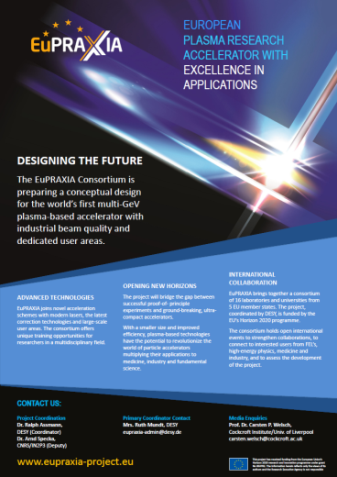 EuPRAXIA
EUROPEAN
PLASMA RESEARCH
ACCELERATOR WITH
EXCELLENCE IN
APPLICATIONS
DESIGNING THE FUTURE
The EuPRAXIA Consortium is
preparing a conceptual design
for the world's first multi-GeV
plasma-based accelerator with
industrial beam quality and
dedicated user areas.
ADVANCED TECHNOLOGIES
EuPRAXIA joins novel acceleration
schemes with modern lasers, the latest
correction technologies and large-scale
user areas. The consortium offers
unique training opportunities for
researchers in a multidisciplinary field.
OPENING NEW HORIZONS
The project will bridge the gap between
successful proof-of- principle
experiments and ground-breaking, ultra-
compact accelerators.
With a smaller size and improved
efficiency, plasma-based technologies
have the potential to revolutionize the
world of particle accelerators
multiplying their applications to
medicine, industry and fundamental
science.
INTERNATIONAL
COLLABORATION
EuPRAXIA brings together a consortium
of 16 laboratories and universities from
5 EU member states. The project,
coordinated by DESY, is funded by the
EU's Horizon 2020 programme.
The consortium holds open international
events to strengthen collaborations, to
connect to interested users from FELs,
high-energy physics, medicine and
industry, and to assess the development
of the project.
CONTACT US:
Project Coordination
Dr. Ralph Assmann,
DESY (Coordinator)
Dr. Arnd Specka,
CNRS/IN2P3 (Deputy)
Primary Coordinator Contact
Mrs. Ruth Mundt, DESY
eupraxia-admin@desy.de
Media Enquiries
Prof. Dr. Carsten P. Welsch,
Cockcroft Institute/Univ. of Liverpool
carsten.welsch@cockcroft.ac.uk
www.eupraxia-project.eu